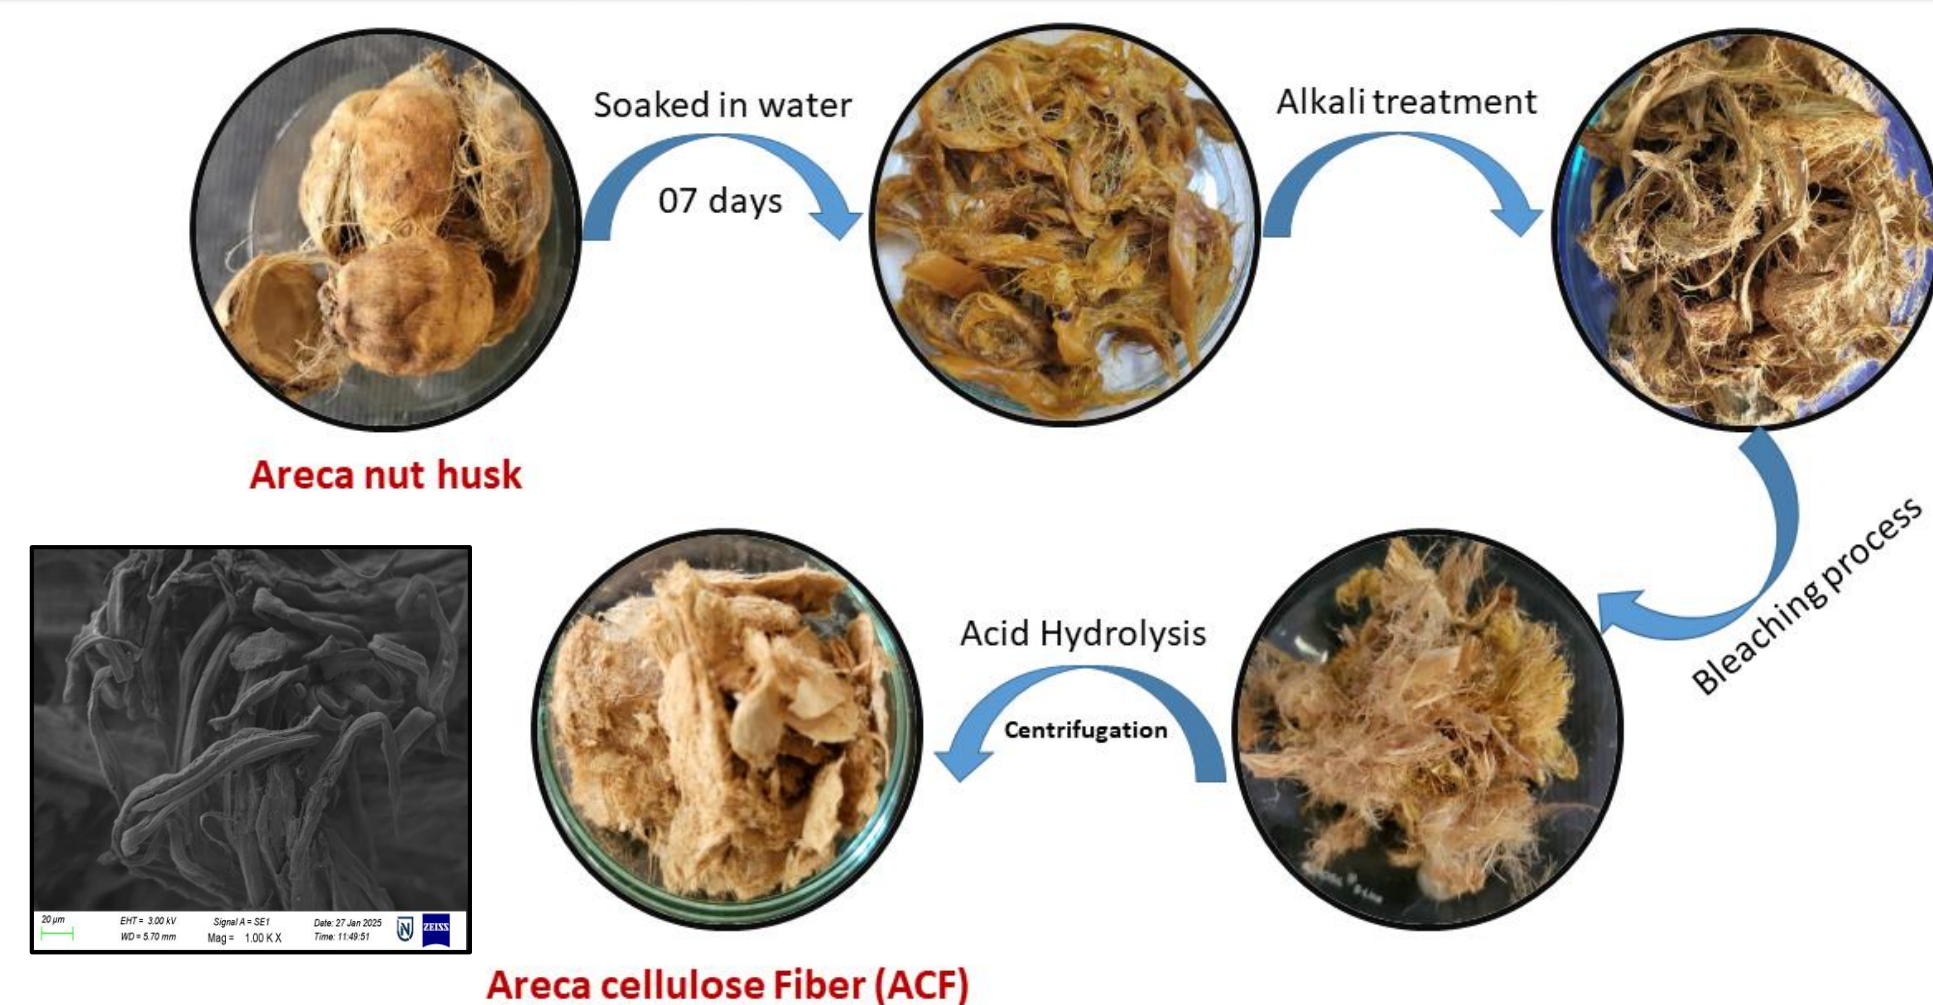 Soaked in water
07 days
Alkali treatment
Areca nut husk
Bleaching process
Acid Hydrolysis
Centrifugation
20 µm
EHT = 3.00 kV
WD = 5.70 mm
Signal A = SE1
Mag = 1.00 K X
Date: 27 Jan 2025
Time: 11:49:51
N
ZEISS
Areca cellulose Fiber (ACF)